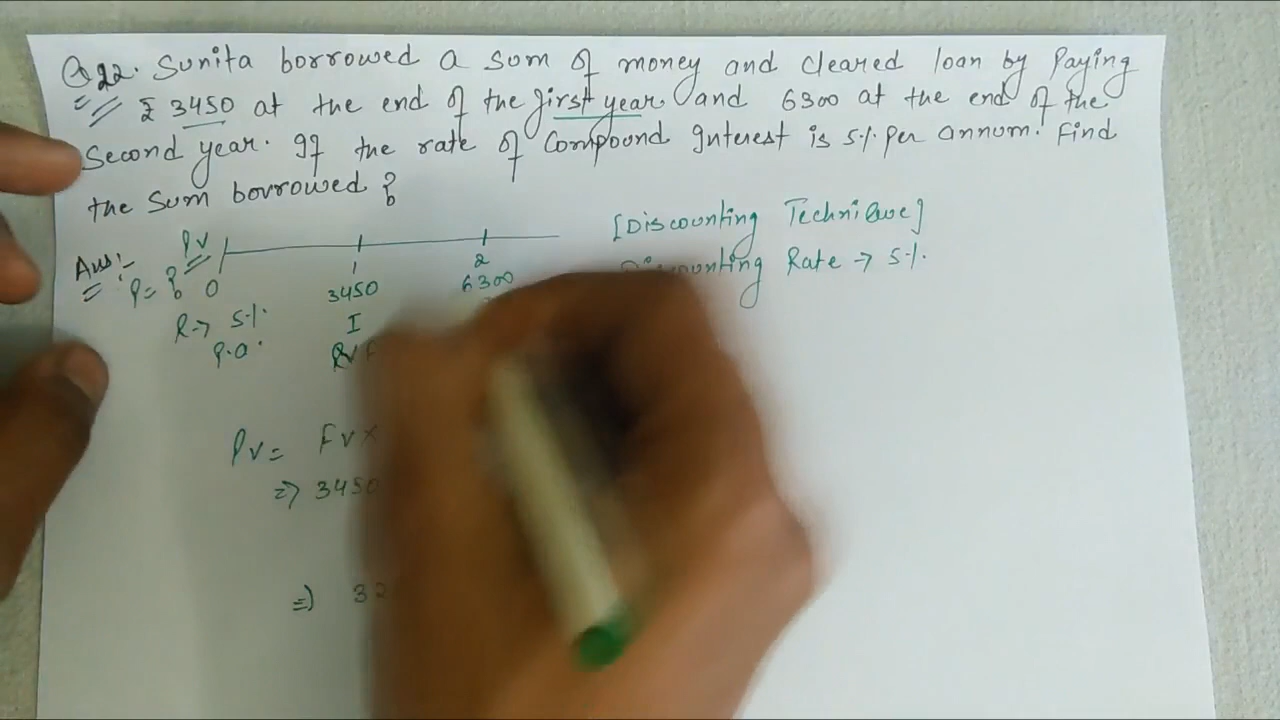 Q22. Sunita borrowed a sum of money and cleared loan by Paying
₹ 3450 at the end of the first year and 6300 at the end of the
Second year. If the rate of Compound Interest is 5% per annum. Find
the Sum borrowed ?
[Discounting Technique]
Ans:-
PV
P = ? 0 1 2
Rate → 5%.
3450 6300
R → 5%.
I
P.a.
PV = FV×
=> 3450
=> 32